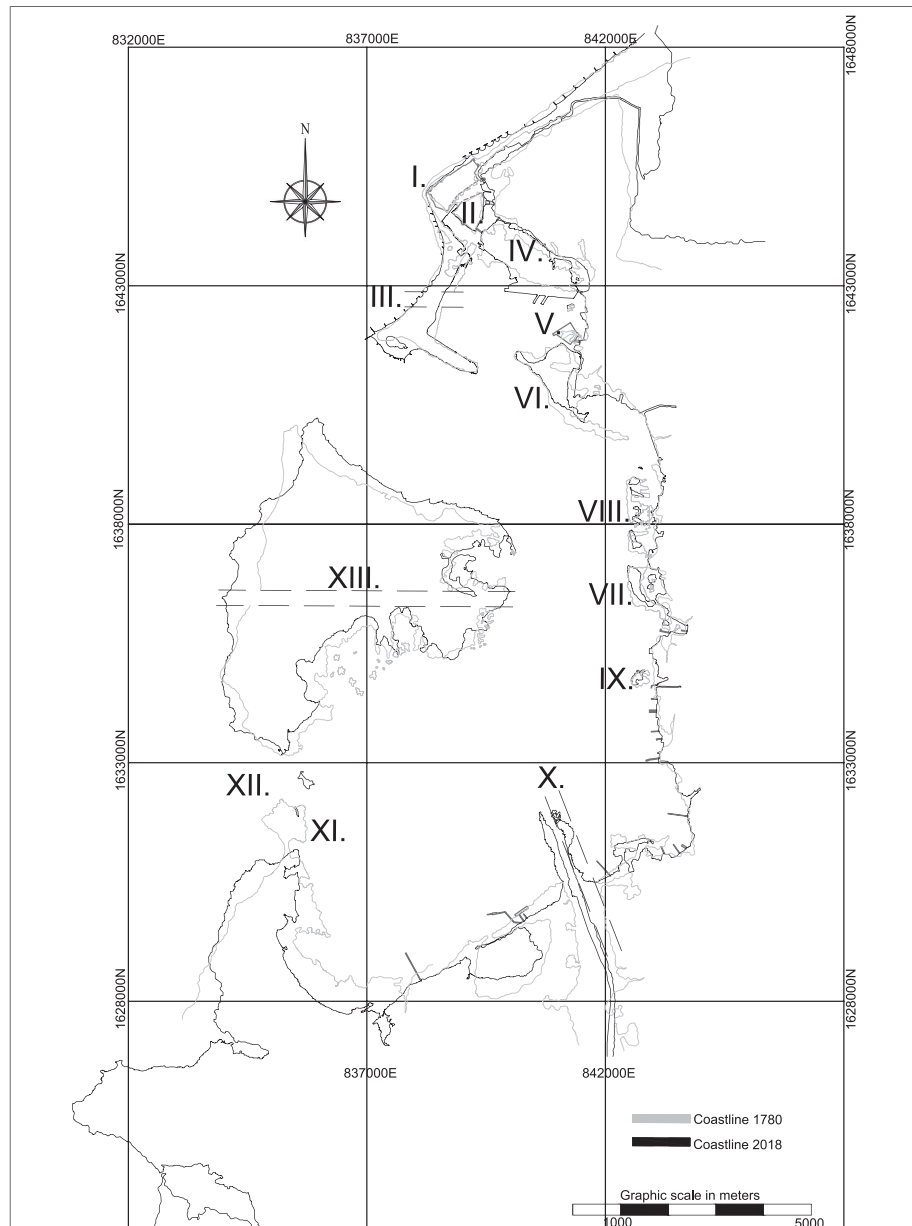 832000E 837000E 842000E
1648000N
N
I.
II.
IV.
1643000N 1643000N
III.
V
VI.
1638000N 1638000N
VIII.
XIII.
VII.
IX.
1633000N 1633000N
XII. X.
XI.
1628000N 1628000N
837000E 842000E
Coastline 1780
Coastline 2018
Graphic scale in meters
1000 5000